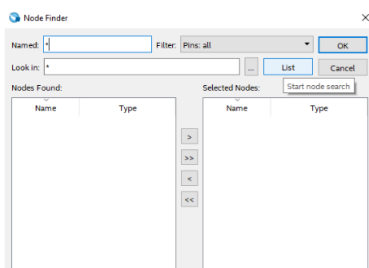 Node Finder
Named: * Filter: Pins: all OK
Look in: * ... List Cancel
Nodes Found: Selected Nodes: Start node search
Name Type Name Type
>
>>
<
<<